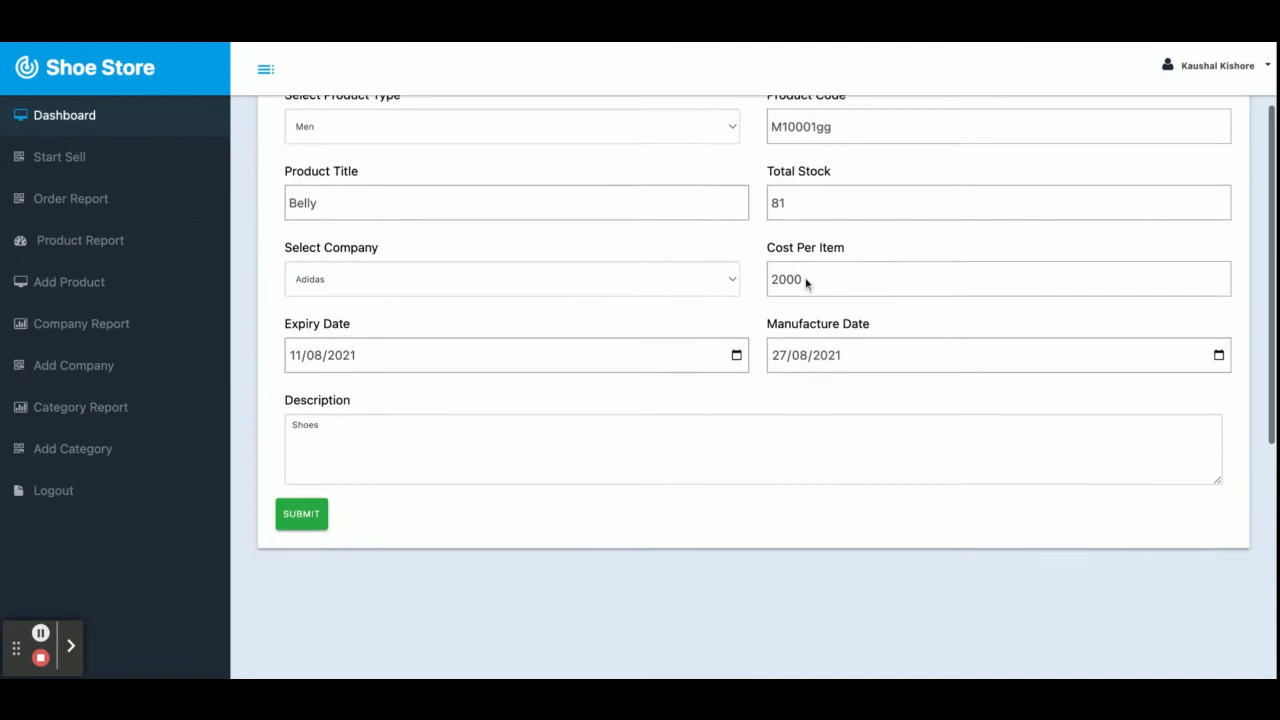 Shoe Store
Kaushal Kishore
Dashboard
Start Sell
Order Report
Product Report
Add Product
Company Report
Add Company
Category Report
Add Category
Logout
Select Product Type
Product Code
Men
M10001gg
Product Title
Total Stock
Belly
81
Select Company
Cost Per Item
Adidas
2000
Expiry Date
Manufacture Date
11/08/2021
27/08/2021
Description
Shoes
SUBMIT